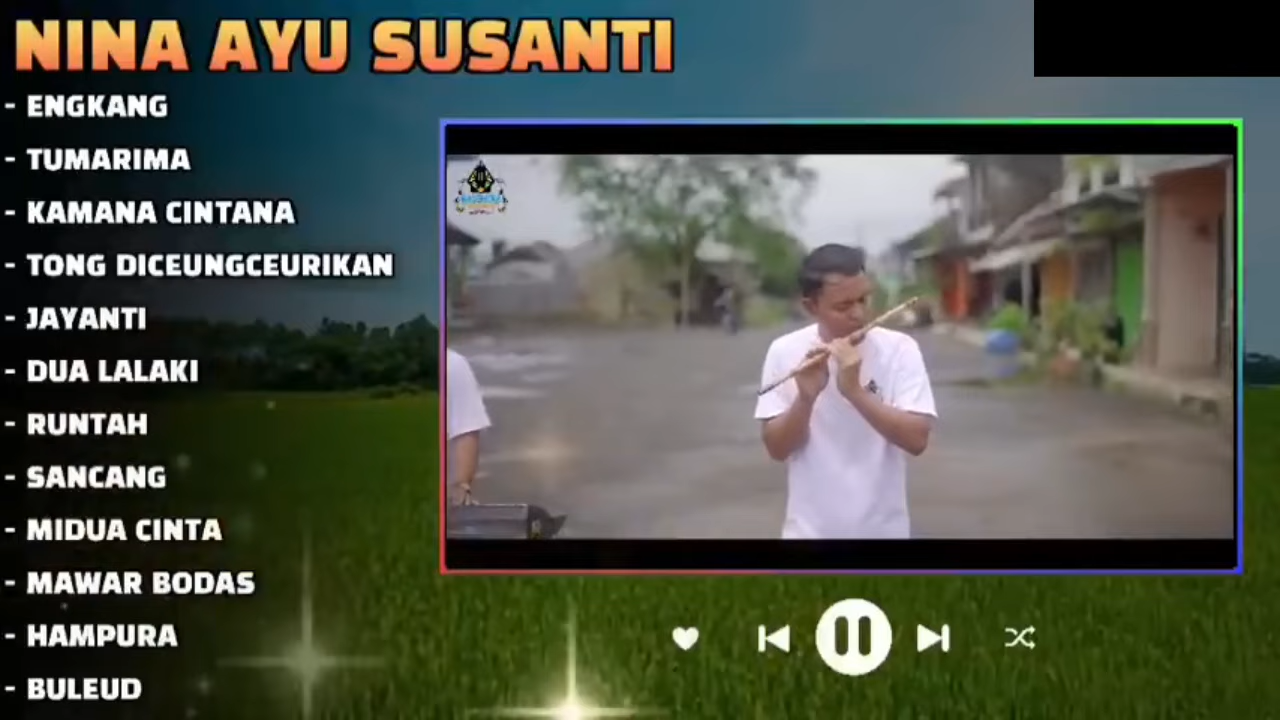 NINA AYU SUSANTI
- ENGKANG
- TUMARIMA
- KAMANA CINTANA
- TONG DICEUNGCEURIKAN
- JAYANTI
- DUA LALAKI
- RUNTAH
- SANCANG
- MIDUA CINTA
- MAWAR BODAS
- HAMPURA
- BULEUD